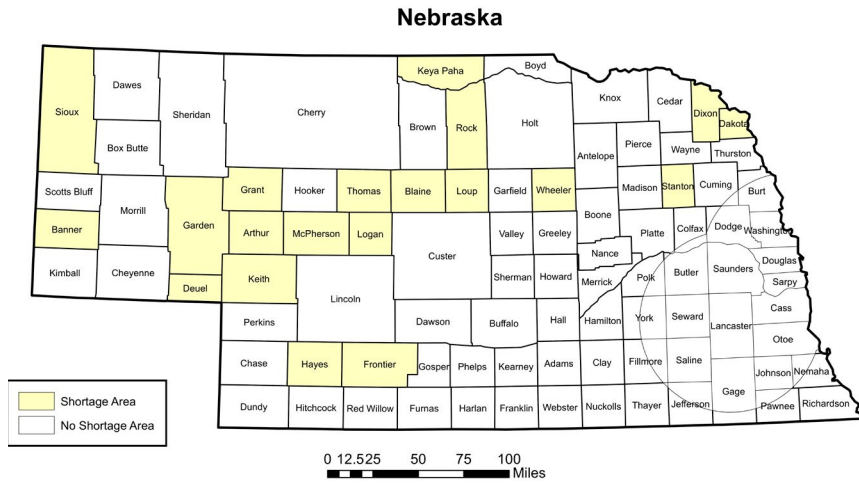 Nebraska
Keya Paha
Boyd
Dawes
Sioux
Sheridan
Cherry
Brown
Rock
Holt
Knox
Cedar
Dixon
Dakota
Box Butte
Antelope
Pierce
Wayne
Thurston
Scotts Bluff
Morrill
Garden
Grant
Hooker
Thomas
Blaine
Loup
Garfield
Wheeler
Madison
Stanton
Cuming
Burt
Banner
Arthur
McPherson
Logan
Custer
Valley
Greeley
Boone
Platte
Colfax
Dodge
Washington
Kimball
Cheyenne
Deuel
Keith
Lincoln
Sherman
Howard
Nance
Merrick
Polk
Butler
Saunders
Douglas
Sarpy
Perkins
Dawson
Buffalo
Hall
Hamilton
York
Seward
Lancaster
Cass
Otoe
Chase
Hayes
Frontier
Gosper
Phelps
Kearney
Adams
Clay
Fillmore
Saline
Gage
Johnson
Nemaha
Dundy
Hitchcock
Red Willow
Furnas
Harlan
Franklin
Webster
Nuckolls
Thayer
Jefferson
Pawnee
Richardson
Shortage Area
No Shortage Area
0 12.525 50 75 100
Miles